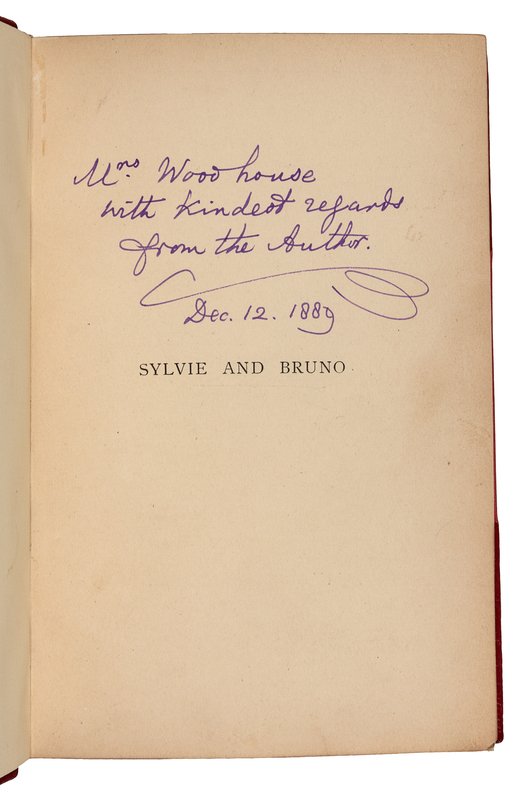 Mrs. Woodhouse
with kindest regards
from the Author.
Dec. 12. 1889
SYLVIE AND BRUNO